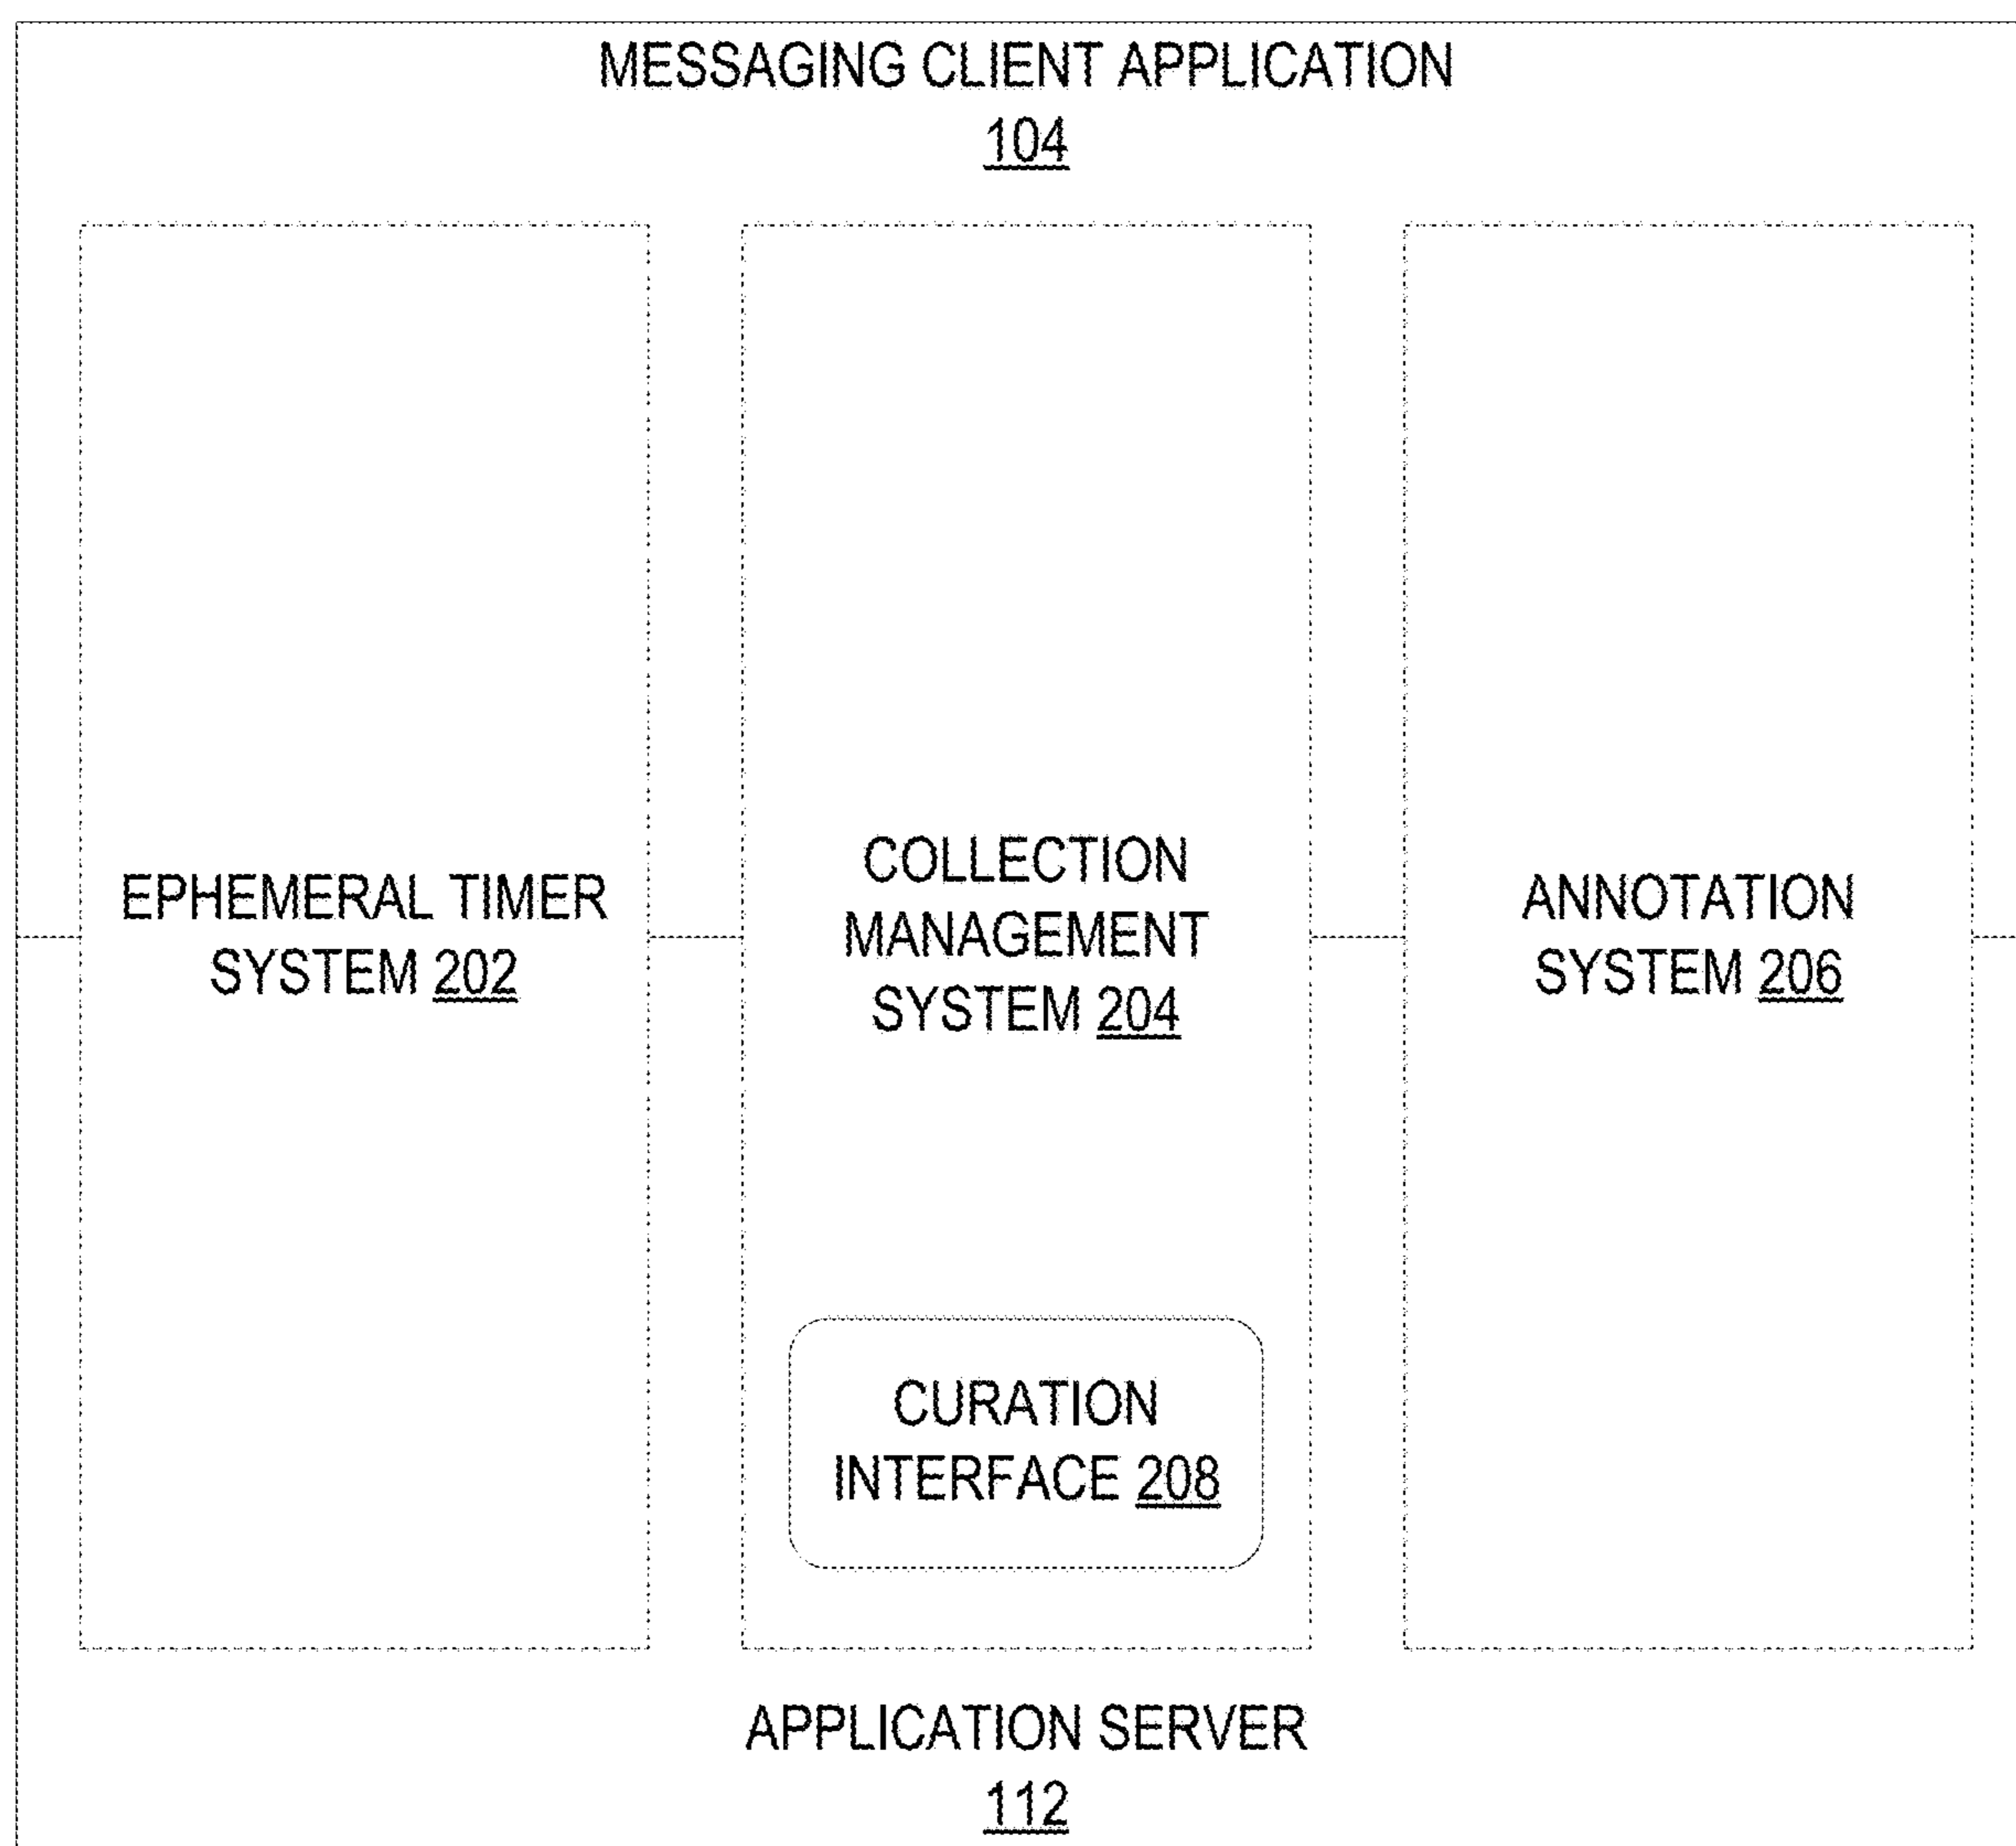 MESSAGING CLIENT APPLICATION
104
EPHEMERAL TIMER
SYSTEM 202
COLLECTION
MANAGEMENT
SYSTEM 204
CURATION
INTERFACE 208
ANNOTATION
SYSTEM 206
APPLICATION SERVER
112